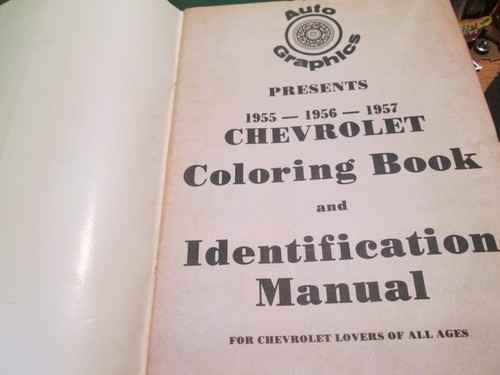 Auto
Graphics
PRESENTS
1955 — 1956 — 1957
CHEVROLET
Coloring Book
and
Identification
Manual
FOR CHEVROLET LOVERS OF ALL AGES